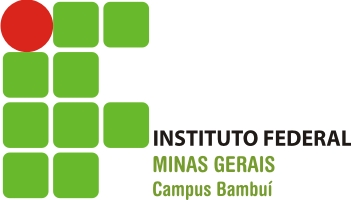 INSTITUTO FEDERAL
MINAS GERAIS
Campus Bambuí